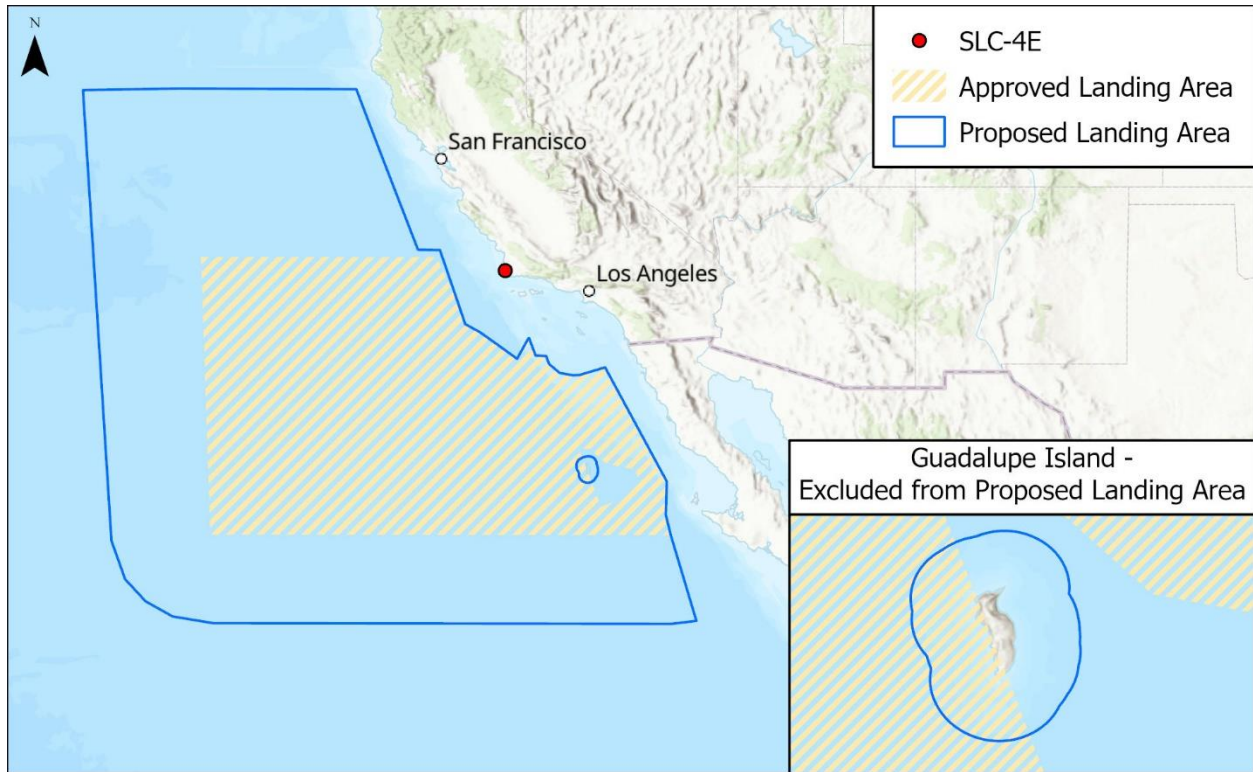 N
SLC-4E
Approved Landing Area
Proposed Landing Area
San Francisco
Los Angeles
Guadalupe Island -
Excluded from Proposed Landing Area